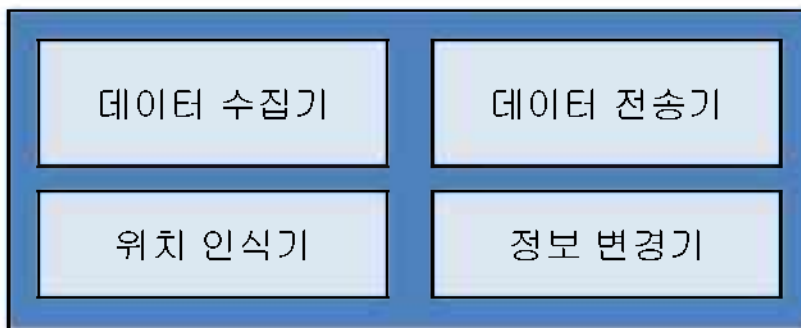 데이터 수집기
데이터 전송기
위치 인식기
정보 변경기